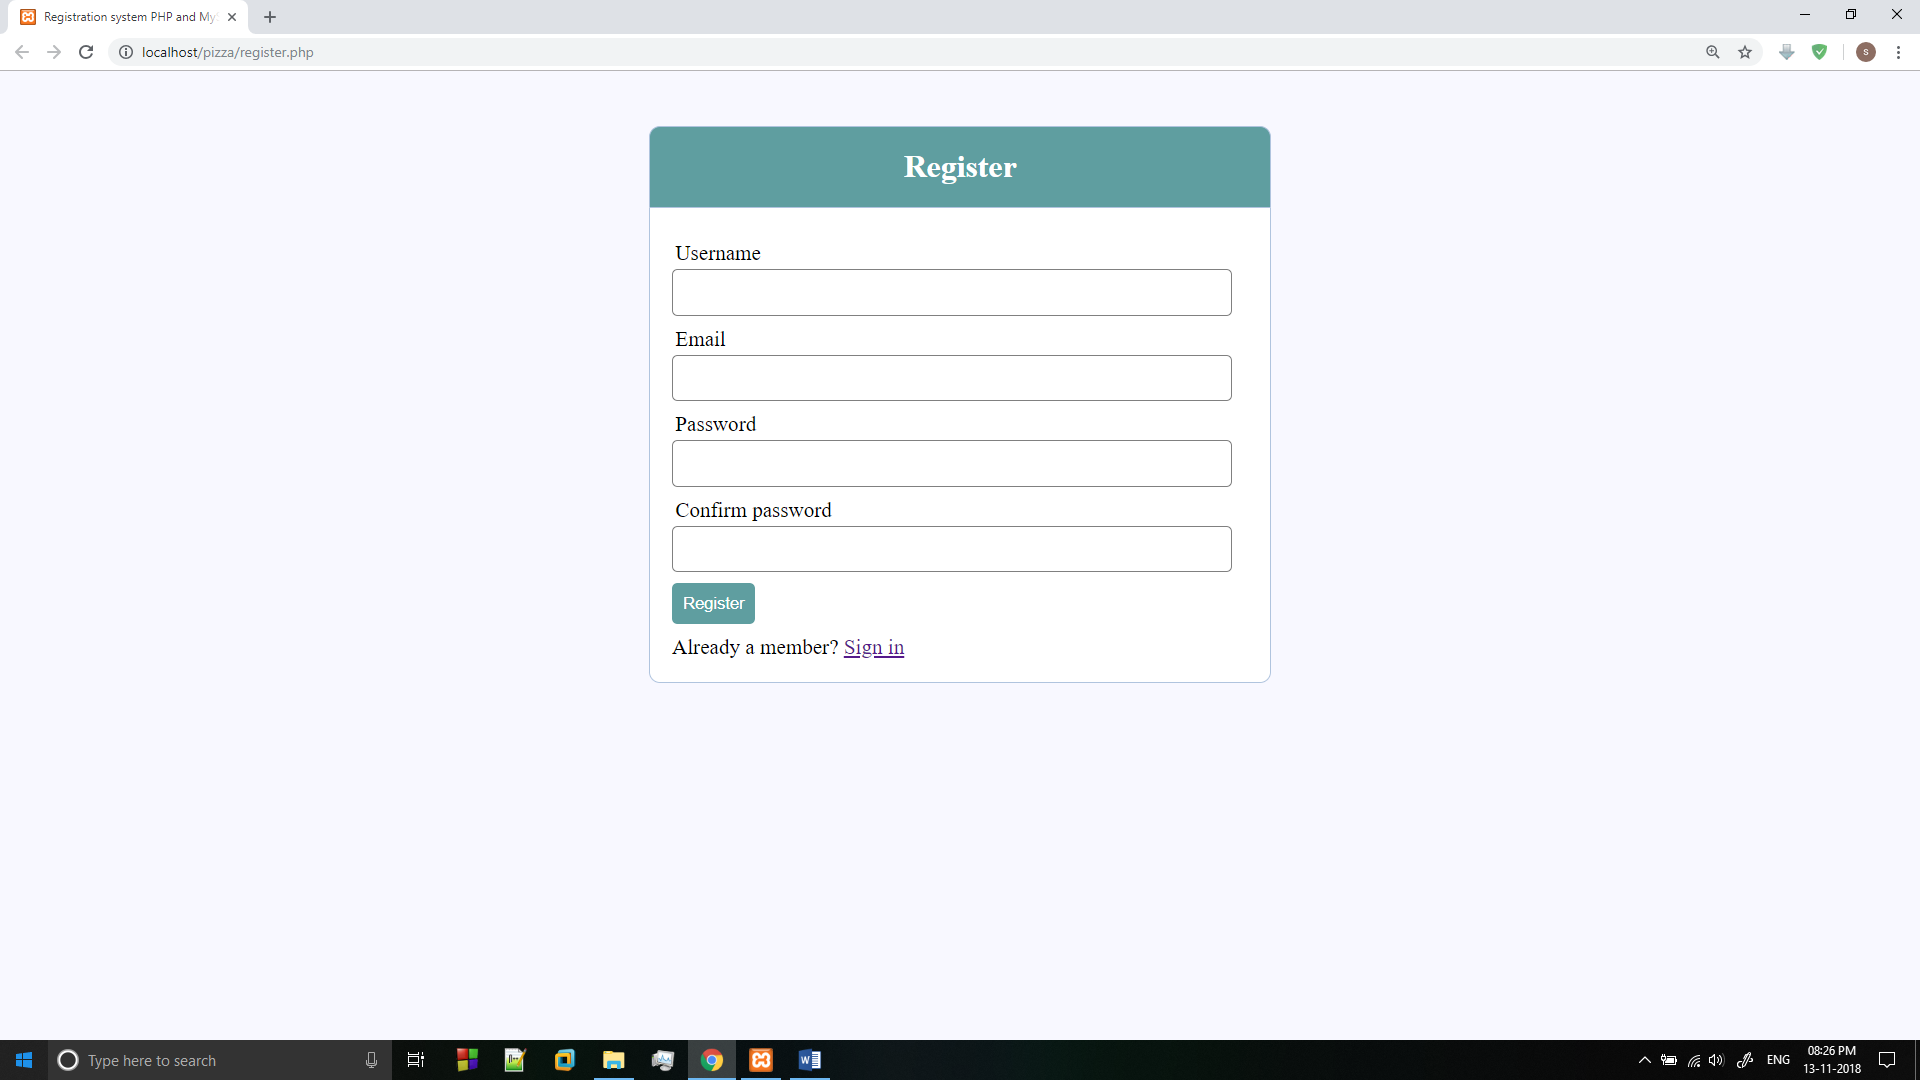 Registration system PHP and My
localhost/pizza/register.php
S
Register
Username
Email
Password
Confirm password
Register
Already a member? Sign in
Type here to search
ENG
08:26 PM
13-11-2018